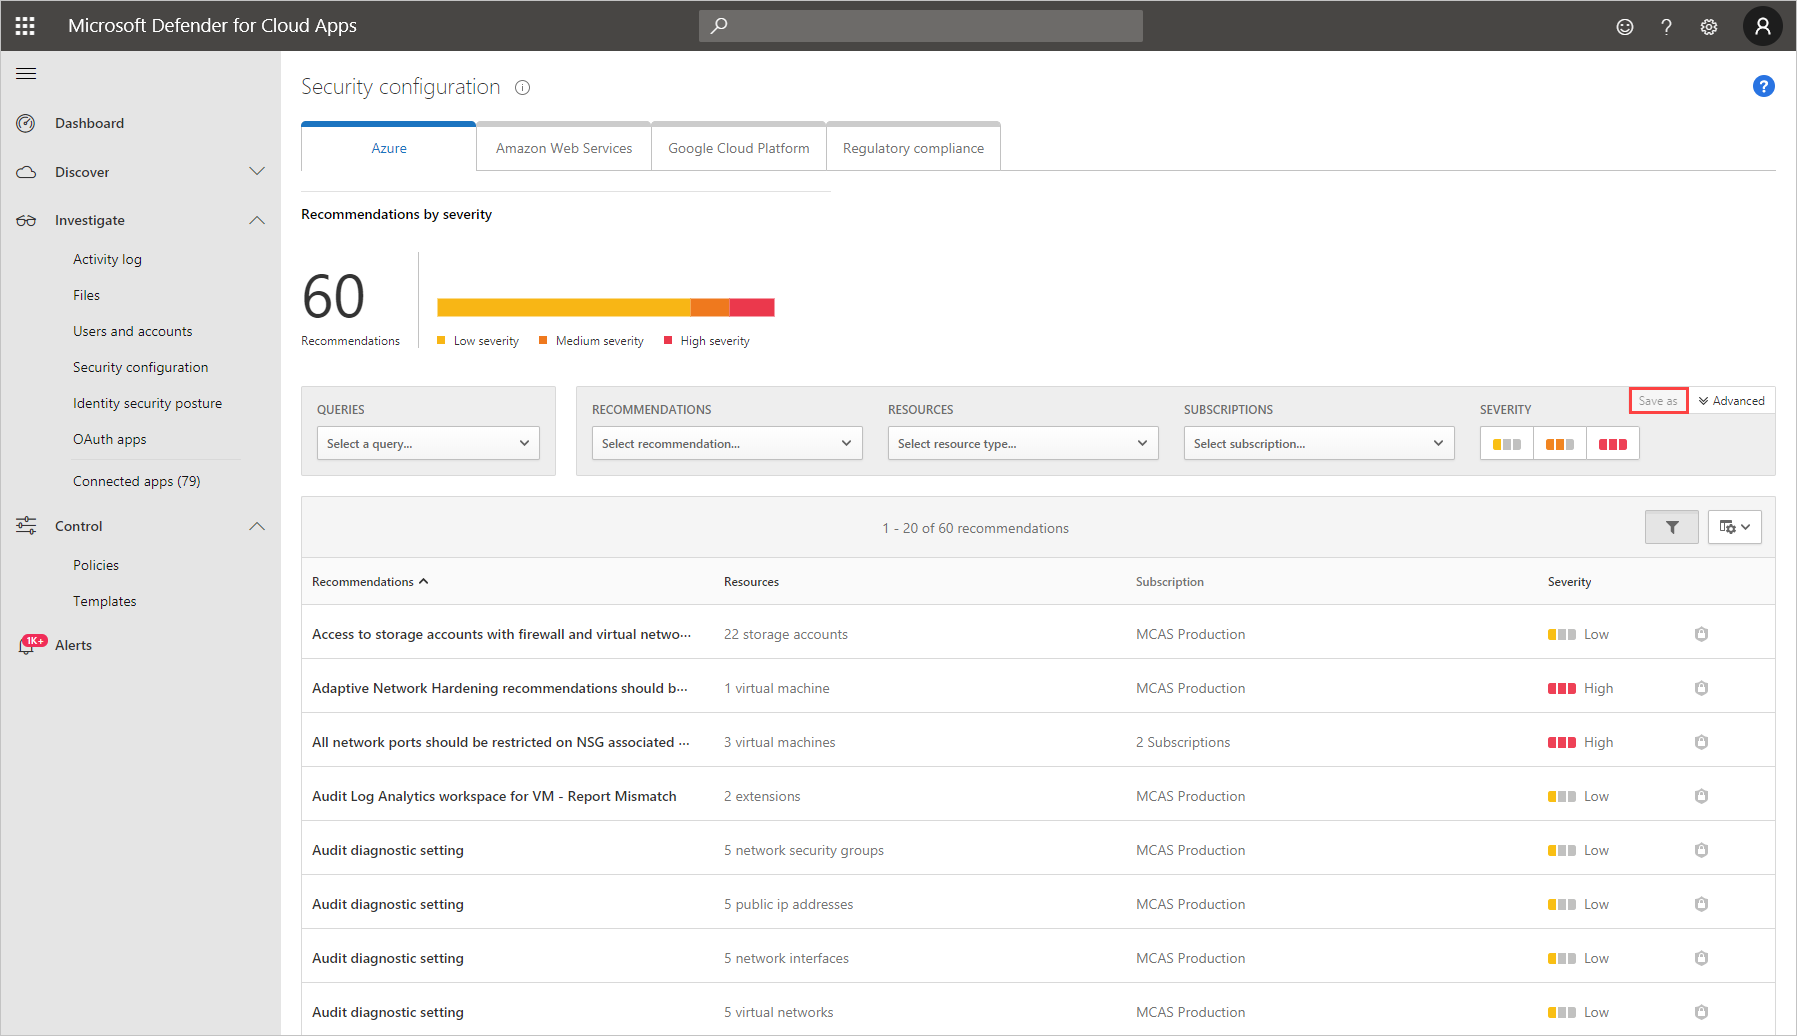 Microsoft Defender for Cloud Apps
Dashboard
Discover
Investigate
Activity log
Files
Users and accounts
Security configuration
Identity security posture
OAuth apps
Connected apps (79)
Control
Policies
Templates
1K+
Alerts
Security configuration
Azure
Amazon Web Services
Google Cloud Platform
Regulatory compliance
Recommendations by severity
60
Recommendations
Low severity
Medium severity
High severity
QUERIES
Select a query...
RECOMMENDATIONS
Select recommendation...
RESOURCES
Select resource type...
SUBSCRIPTIONS
Select subscription...
SEVERITY
Save as
Advanced
1 - 20 of 60 recommendations
Recommendations Resources Subscription Severity
Access to storage accounts with firewall and virtual netwo... 22 storage accounts MCAS Production Low
Adaptive Network Hardening recommendations should b... 1 virtual machine MCAS Production High
All network ports should be restricted on NSG associated ... 3 virtual machines 2 Subscriptions High
Audit Log Analytics workspace for VM - Report Mismatch 2 extensions MCAS Production Low
Audit diagnostic setting 5 network security groups MCAS Production Low
Audit diagnostic setting 5 public ip addresses MCAS Production Low
Audit diagnostic setting 5 network interfaces MCAS Production Low
Audit diagnostic setting 5 virtual networks MCAS Production Low